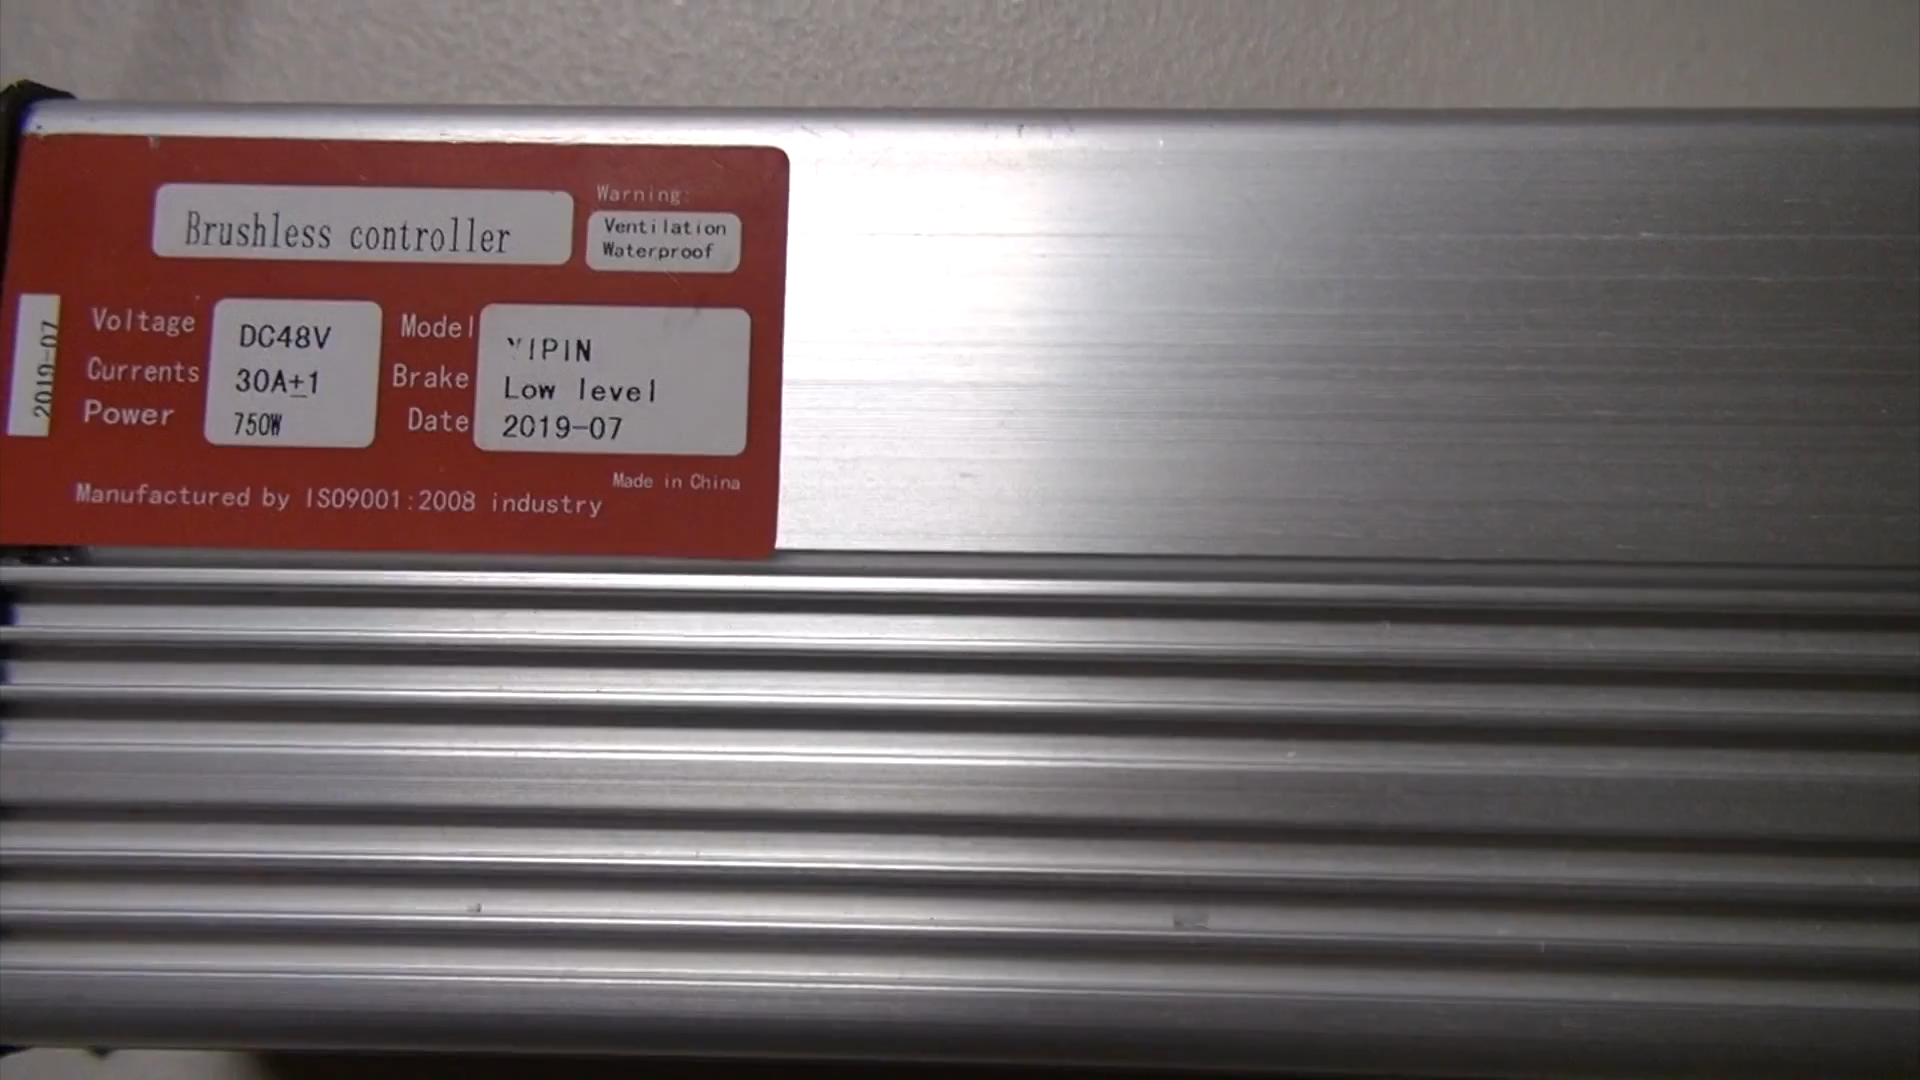 Brushless controller
Warning:
Ventilation
Waterproof
2019-07
Voltage DC48V
Currents 30A±1
Power 750W
Model YIPIN
Brake Low level
Date 2019-07
Made in China
Manufactured by ISO9001:2008 industry